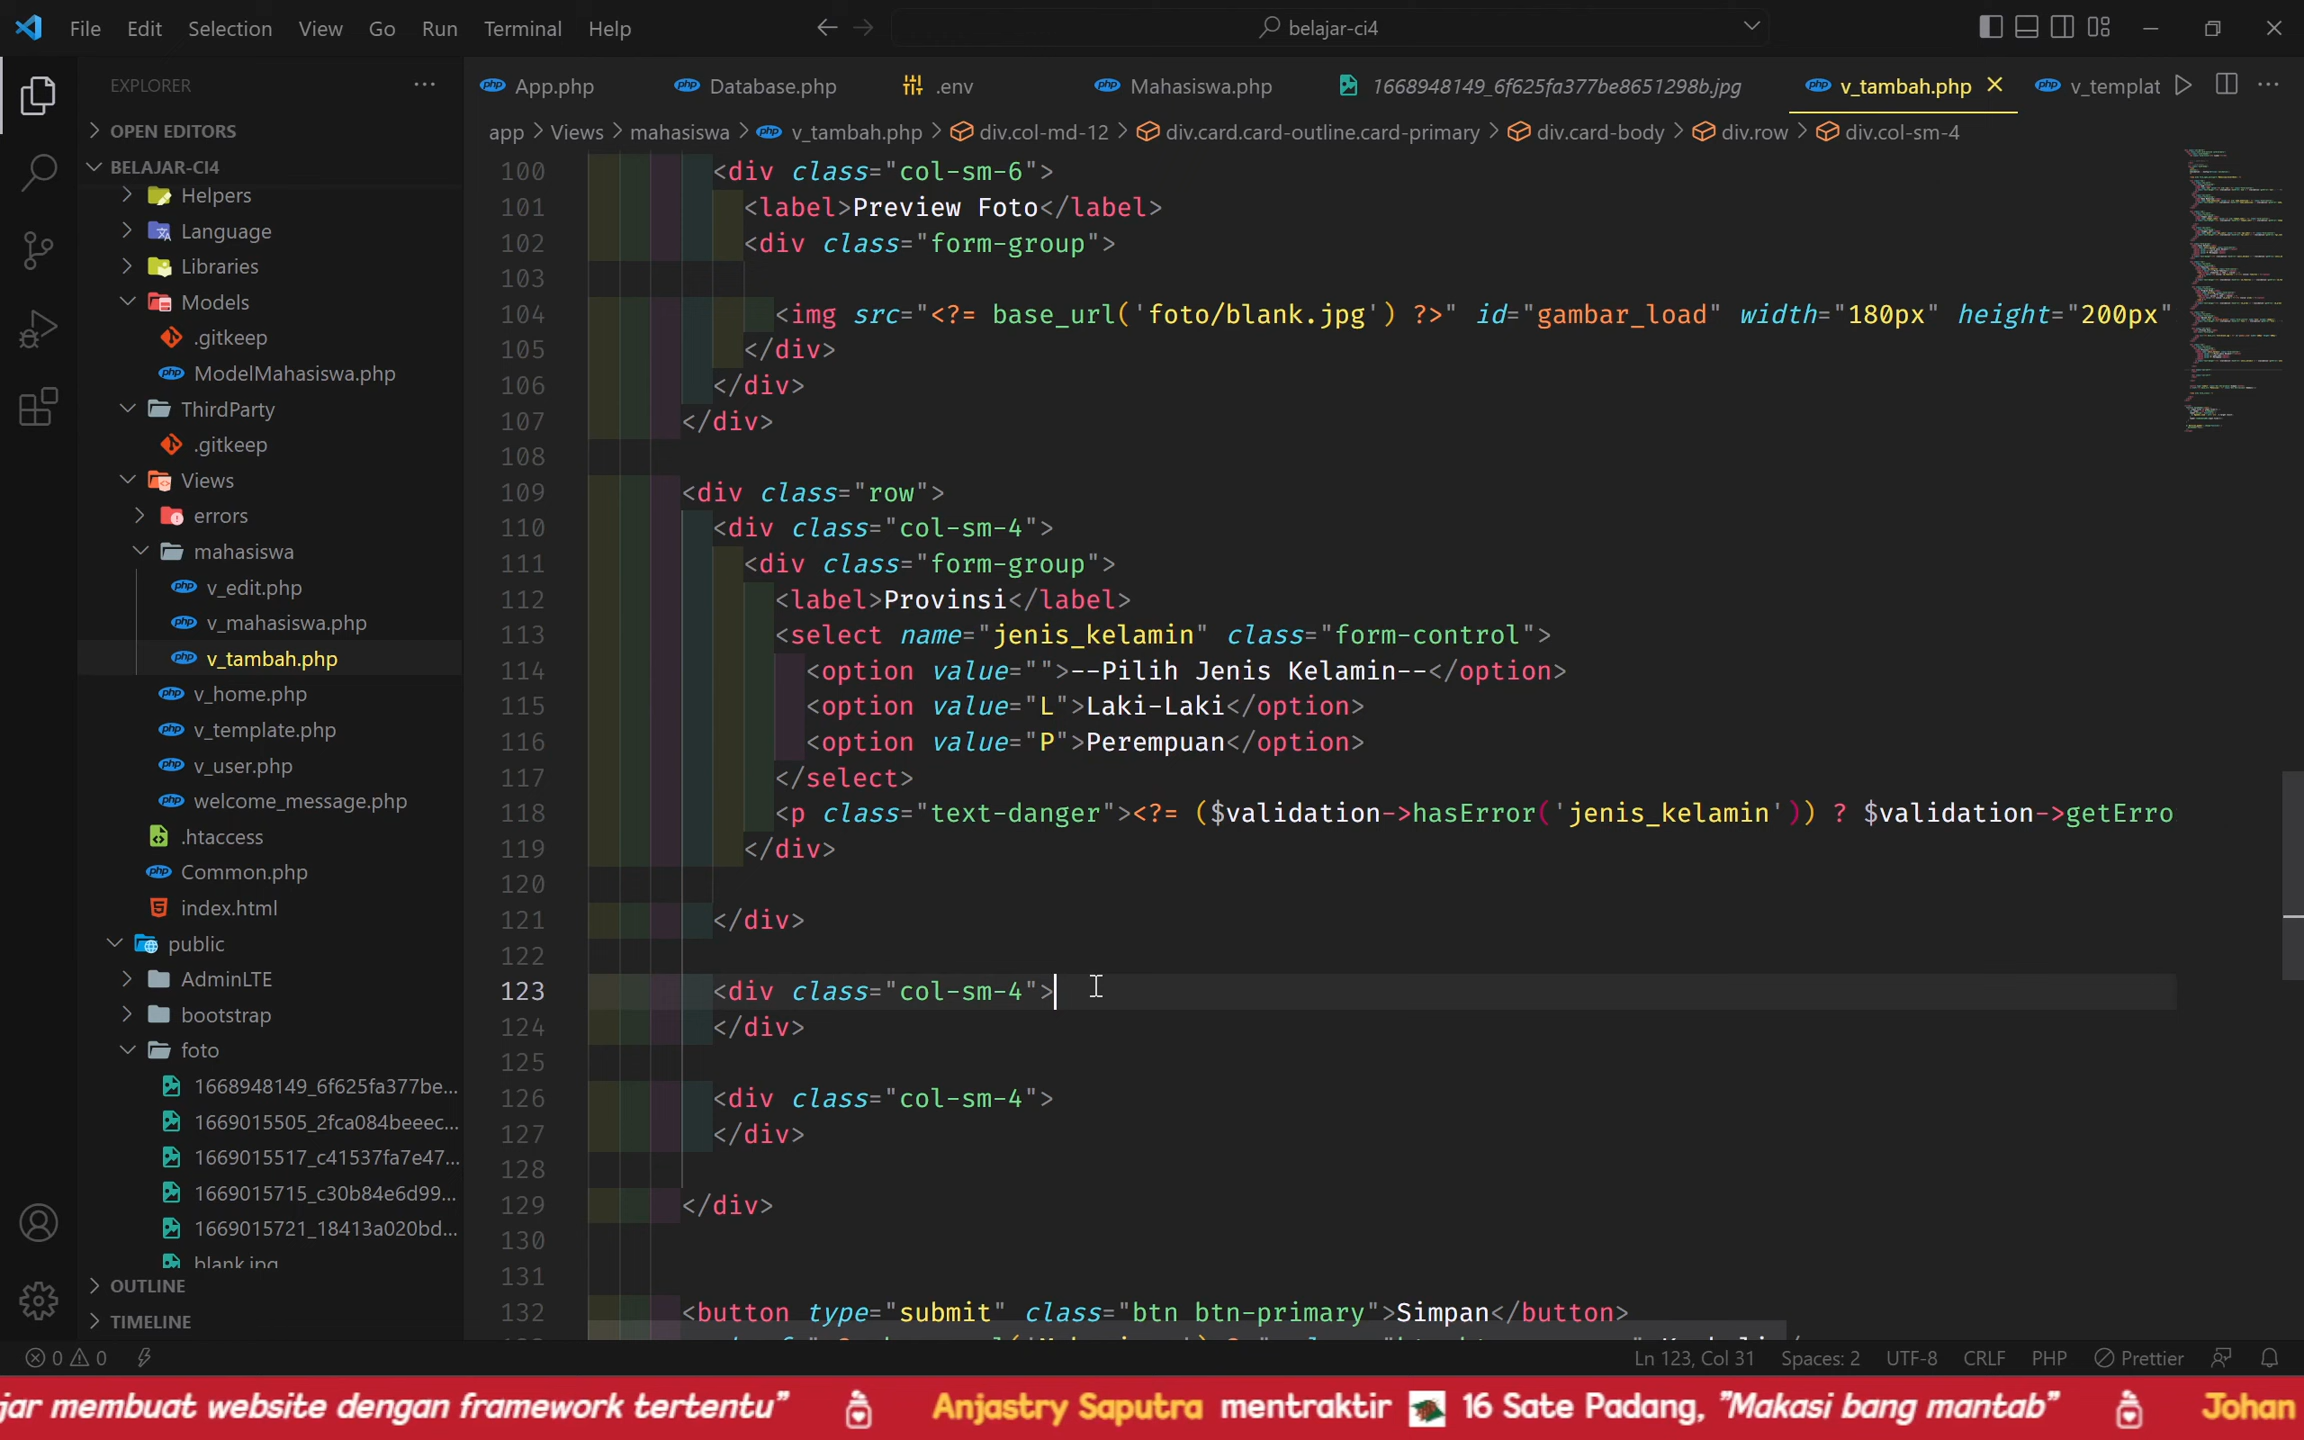 File Edit Selection View Go Run Terminal Help
belajar-ci4
EXPLORER
OPEN EDITORS
BELAJAR-CI4
Helpers
Language
Libraries
Models
.gitkeep
ModelMahasiswa.php
ThirdParty
.gitkeep
Views
errors
mahasiswa
v_edit.php
v_mahasiswa.php
v_tambah.php
v_home.php
v_template.php
v_user.php
welcome_message.php
.htaccess
Common.php
index.html
public
AdminLTE
bootstrap
foto
1668948149_6f625fa377be...
1669015505_2fca084beeec...
1669015517_c41537fa7e47...
1669015715_c30b84e6d99...
1669015721_18413a020bd...
blank.jpg
OUTLINE
TIMELINE
App.php Database.php .env Mahasiswa.php 1668948149_6f625fa377be8651298b.jpg v_tambah.php v_templat
app > Views > mahasiswa > v_tambah.php > div.col-md-12 > div.card.card-outline.card-primary > div.card-body > div.row > div.col-sm-4
100 <div class="col-sm-6">
101 <label>Preview Foto</label>
102 <div class="form-group">
103
104 <img src="<?= base_url('foto/blank.jpg') ?>" id="gambar_load" width="180px" height="200px"
105 </div>
106 </div>
107 </div>
108
109 <div class="row">
110 <div class="col-sm-4">
111 <div class="form-group">
112 <label>Provinsi</label>
113 <select name="jenis_kelamin" class="form-control">
114 <option value="">--Pilih Jenis Kelamin--</option>
115 <option value="L">Laki-Laki</option>
116 <option value="P">Perempuan</option>
117 </select>
118 <p class="text-danger"><?= ($validation->hasError('jenis_kelamin')) ? $validation->getErro
119 </div>
120
121 </div>
122
123 <div class="col-sm-4">
124 </div>
125
126 <div class="col-sm-4">
127 </div>
128
129 </div>
130
131
132 <button type="submit" class="btn btn-primary">Simpan</button>
0 0
Ln 123, Col 31 Spaces: 2 UTF-8 CRLF PHP Prettier
jar membuat website dengan framework tertentu" Anjastry Saputra mentraktir 16 Sate Padang, "Makasi bang mantab" Johan